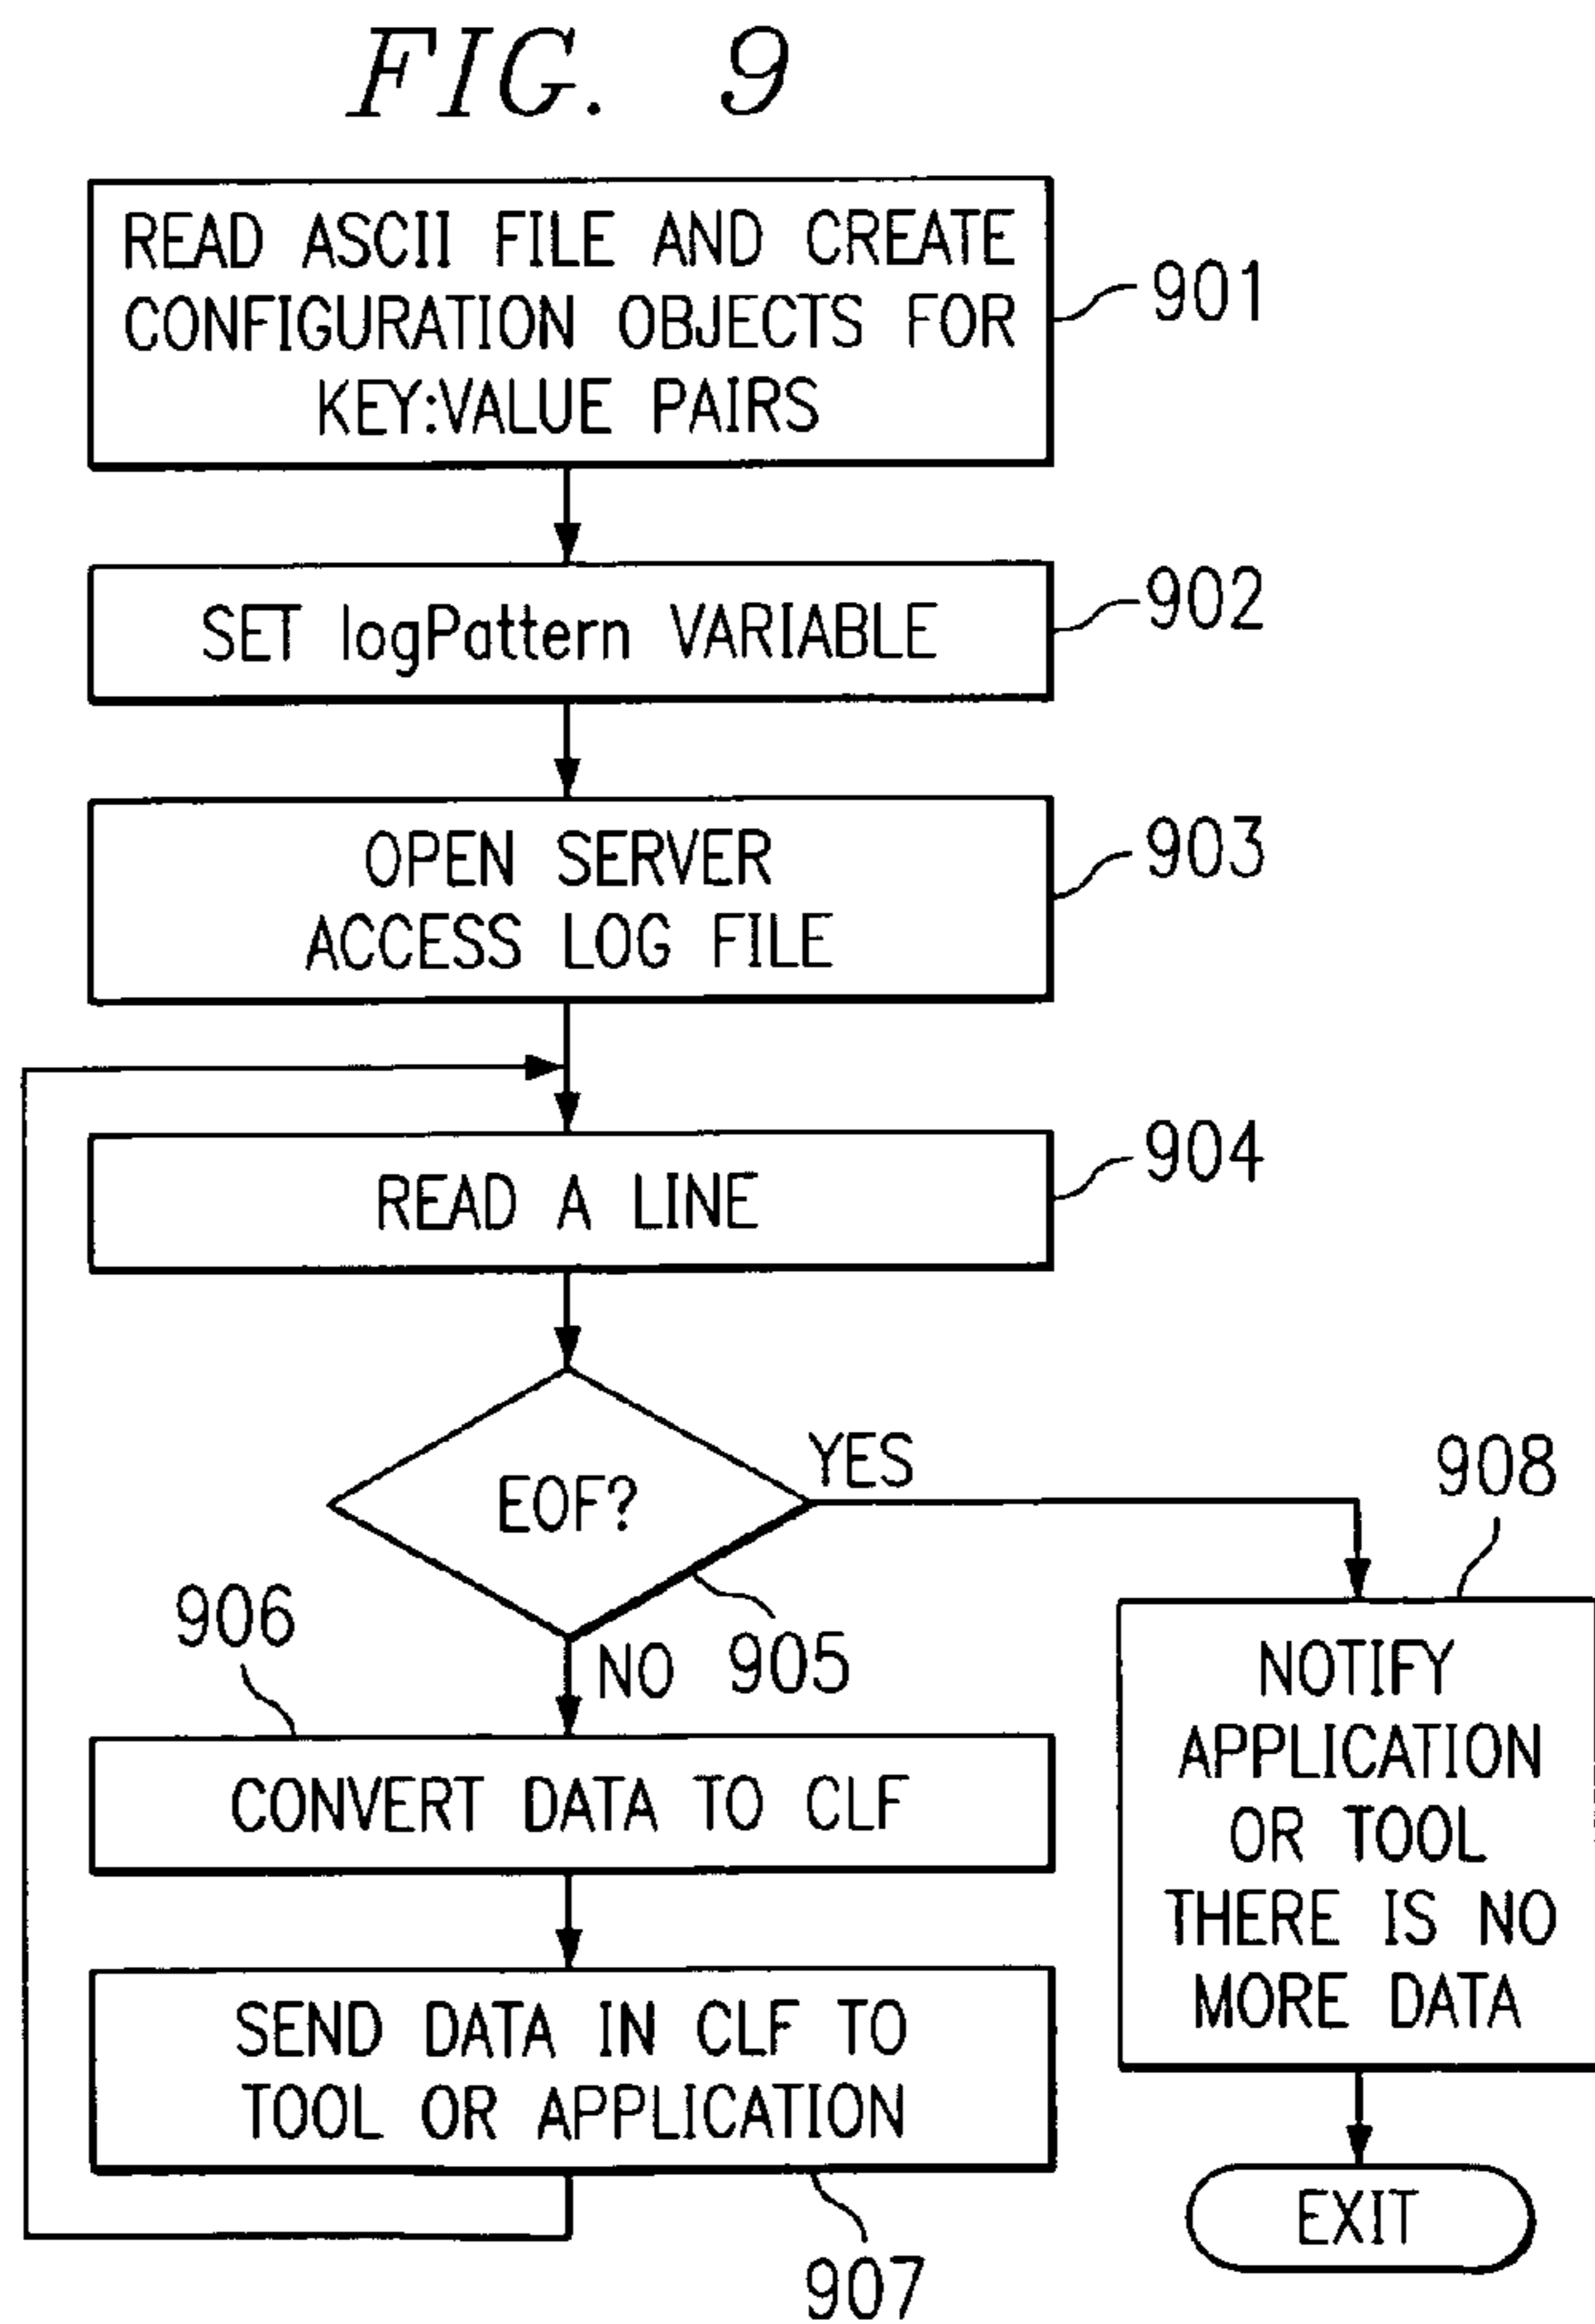 FIG. 9
READ ASCII FILE AND CREATE
CONFIGURATION OBJECTS FOR
KEY:VALUE PAIRS
901
SET logPattern VARIABLE
902
OPEN SERVER
ACCESS LOG FILE
903
READ A LINE
904
EOF?
YES
NO
905
906
CONVERT DATA TO CLF
SEND DATA IN CLF TO
TOOL OR APPLICATION
907
908
NOTIFY
APPLICATION
OR TOOL
THERE IS NO
MORE DATA
EXIT